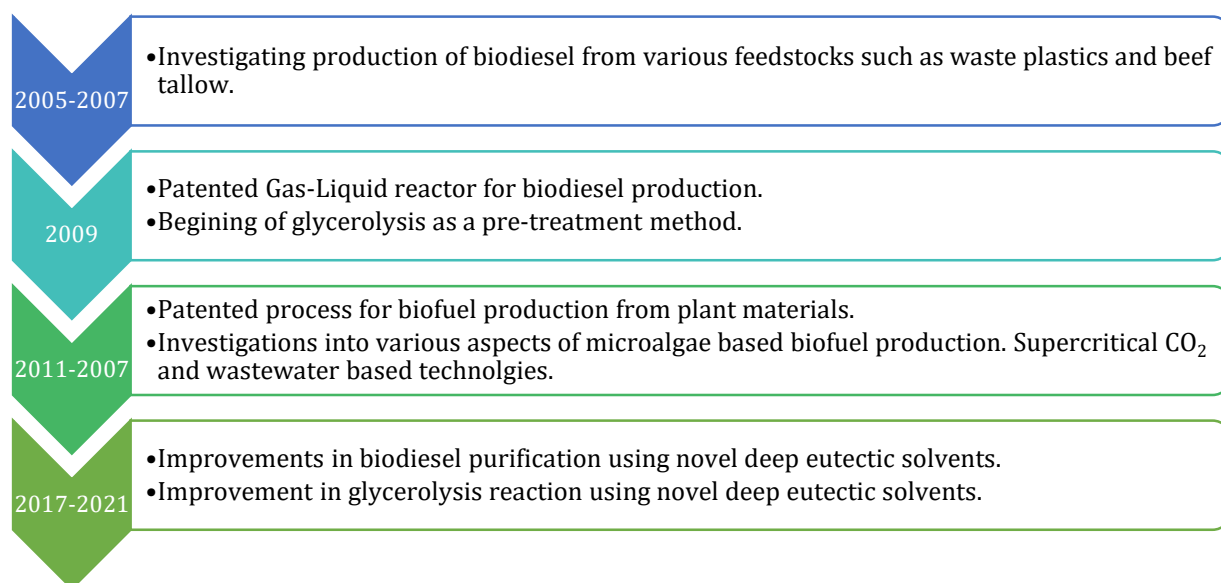 2005-2007
•Investigating production of biodiesel from various feedstocks such as waste plastics and beef
tallow.
2009
•Patented Gas-Liquid reactor for biodiesel production.
•Begining of glycerolysis as a pre-treatment method.
2011-2007
•Patented process for biofuel production from plant materials.
•Investigations into various aspects of microalgae based biofuel production. Supercritical CO₂
and wastewater based technolgies.
2017-2021
•Improvements in biodiesel purification using novel deep eutectic solvents.
•Improvement in glycerolysis reaction using novel deep eutectic solvents.